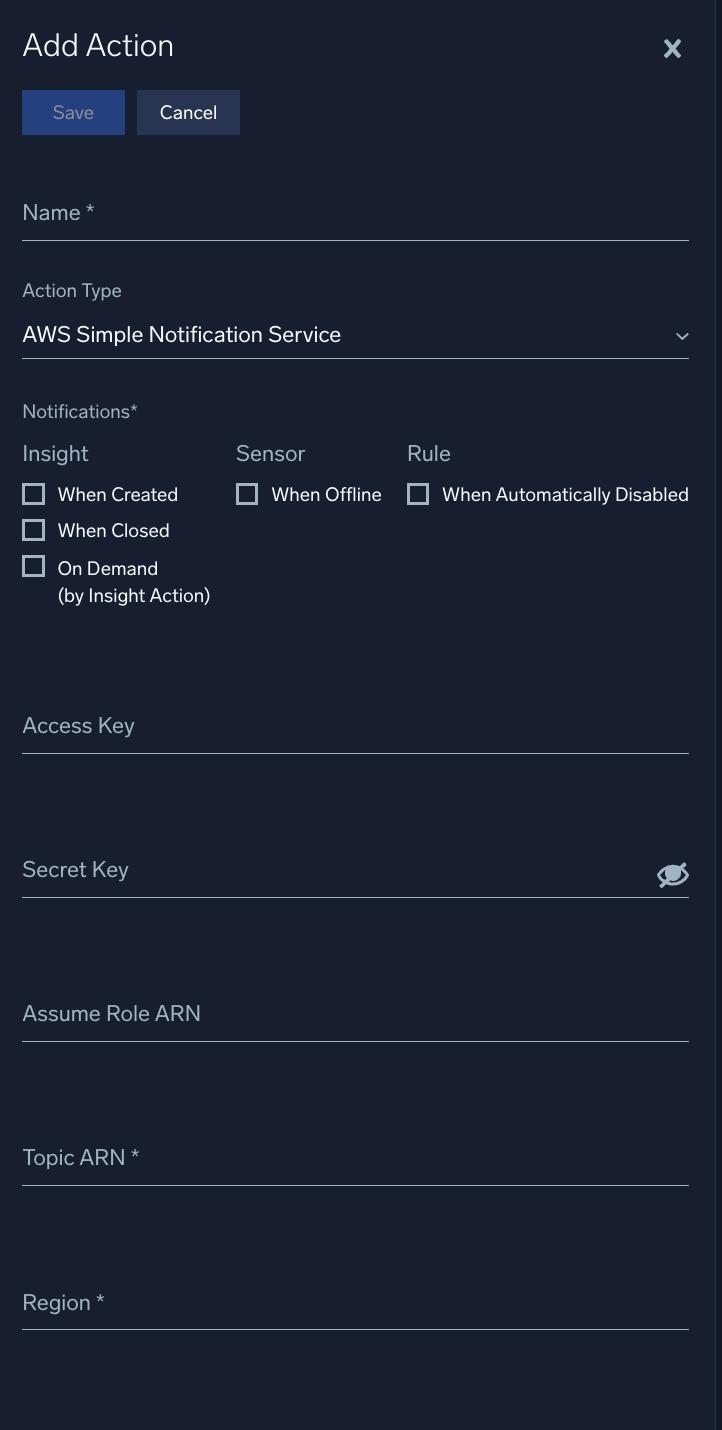 Add Action
Save Cancel
Name *
Action Type
AWS Simple Notification Service
Notifications*
Insight Sensor Rule
When Created When Offline When Automatically Disabled
When Closed
On Demand
(by Insight Action)
Access Key
Secret Key
Assume Role ARN
Topic ARN *
Region *